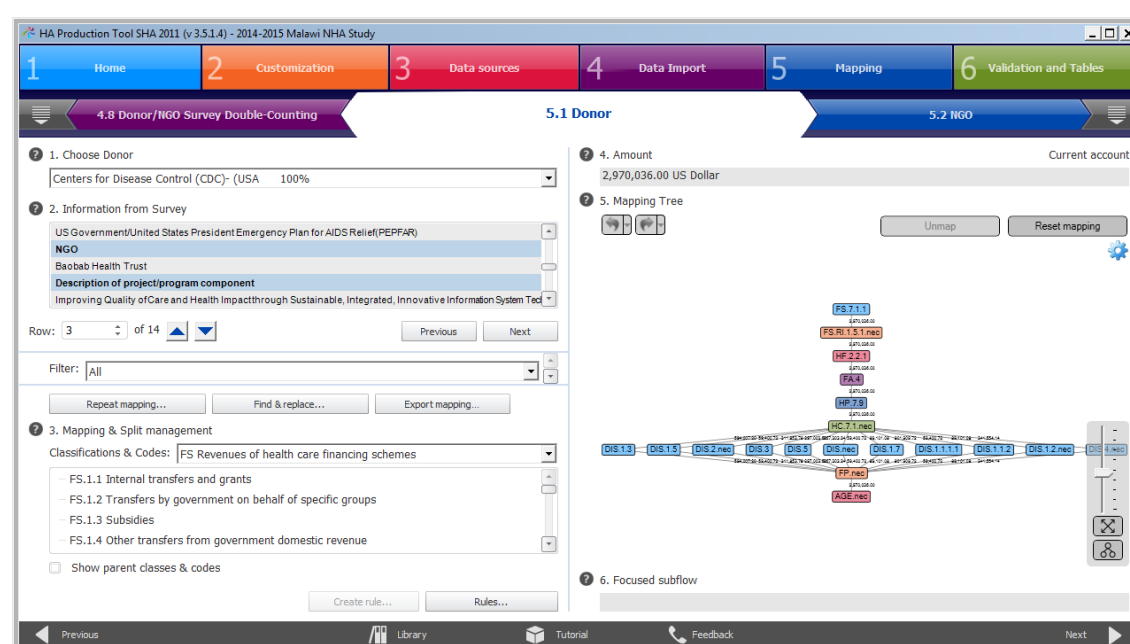 HA Production Tool SHA 2011 (v 3.5.1.4) - 2014-2015 Malawi NHA Study
1 Home
2 Customization
3 Data sources
4 Data Import
5 Mapping
6 Validation and Tables
4.8 Donor/NGO Survey Double-Counting
5.1 Donor
5.2 NGO
1. Choose Donor
Centers for Disease Control (CDC)- (USA 100%
2. Information from Survey
US Government/United States President Emergency Plan for AIDS Relief(PEPFAR)
NGO
Baobab Health Trust
Description of project/program component
Improving Quality ofCare and Health Impactthrough Sustainable, Integrated, Innovative Information System Tec
Row: 3 of 14
Previous
Next
Filter: All
Repeat mapping...
Find & replace...
Export mapping...
3. Mapping & Split management
Classifications & Codes: FS Revenues of health care financing schemes
FS.1.1 Internal transfers and grants
FS.1.2 Transfers by government on behalf of specific groups
FS.1.3 Subsidies
FS.1.4 Other transfers from government domestic revenue
Show parent classes & codes
Create rule...
Rules...
4. Amount
Current account
2,970,036.00 US Dollar
5. Mapping Tree
Unmap
Reset mapping
FS.7.1.1
FS.RI.1.5.1.nec
HF.2.2.1
FA.4
HP.7.9
HC.7.1.nec
DIS.1.3
DIS.1.5
DIS.2.nec
DIS.3
DIS.5
DIS.nec
DIS.1.7
DIS.1.1.1.1
DIS.1.1.2
DIS.1.2.nec
DIS.4.nec
FP.nec
AGE.nec
6. Focused subflow
Previous
Library
Tutorial
Feedback
Next